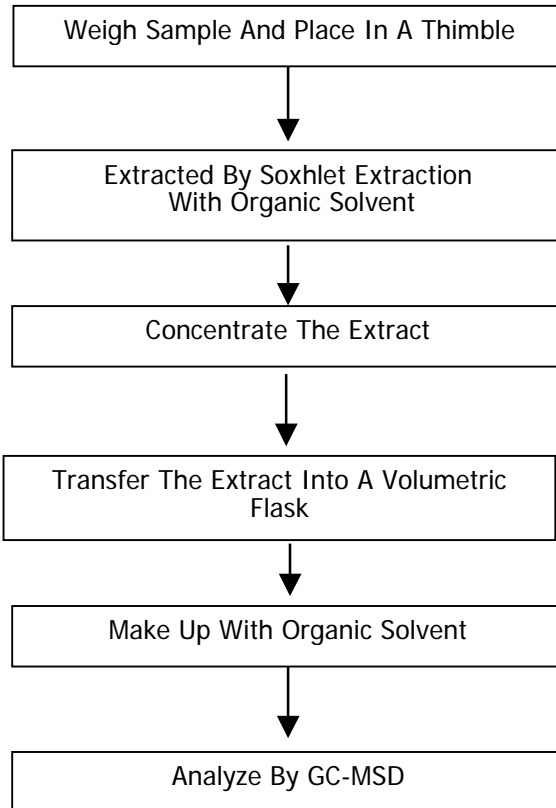 Weigh Sample And Place In A Thimble
Extracted By Soxhlet Extraction
With Organic Solvent
Concentrate The Extract
Transfer The Extract Into A Volumetric
Flask
Make Up With Organic Solvent
Analyze By GC-MSD